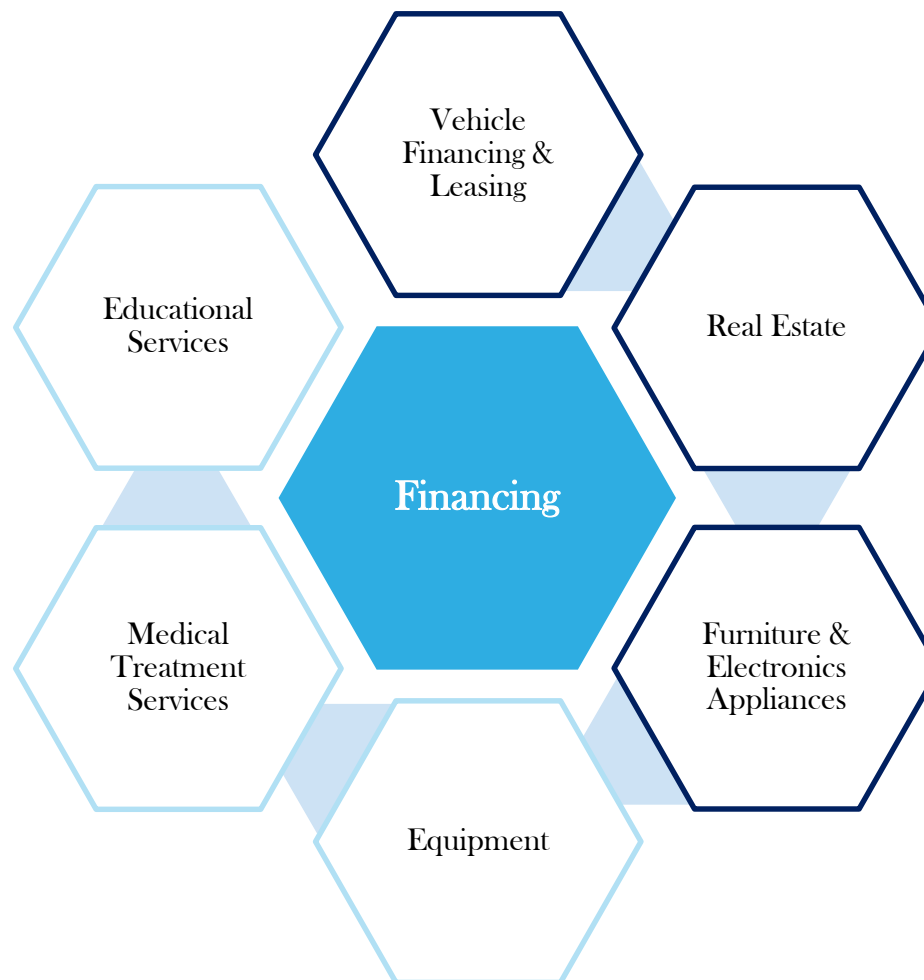 Vehicle
Financing &
Leasing
Educational
Services
Real Estate
Financing
Medical
Treatment
Services
Furniture &
Electronics
Appliances
Equipment